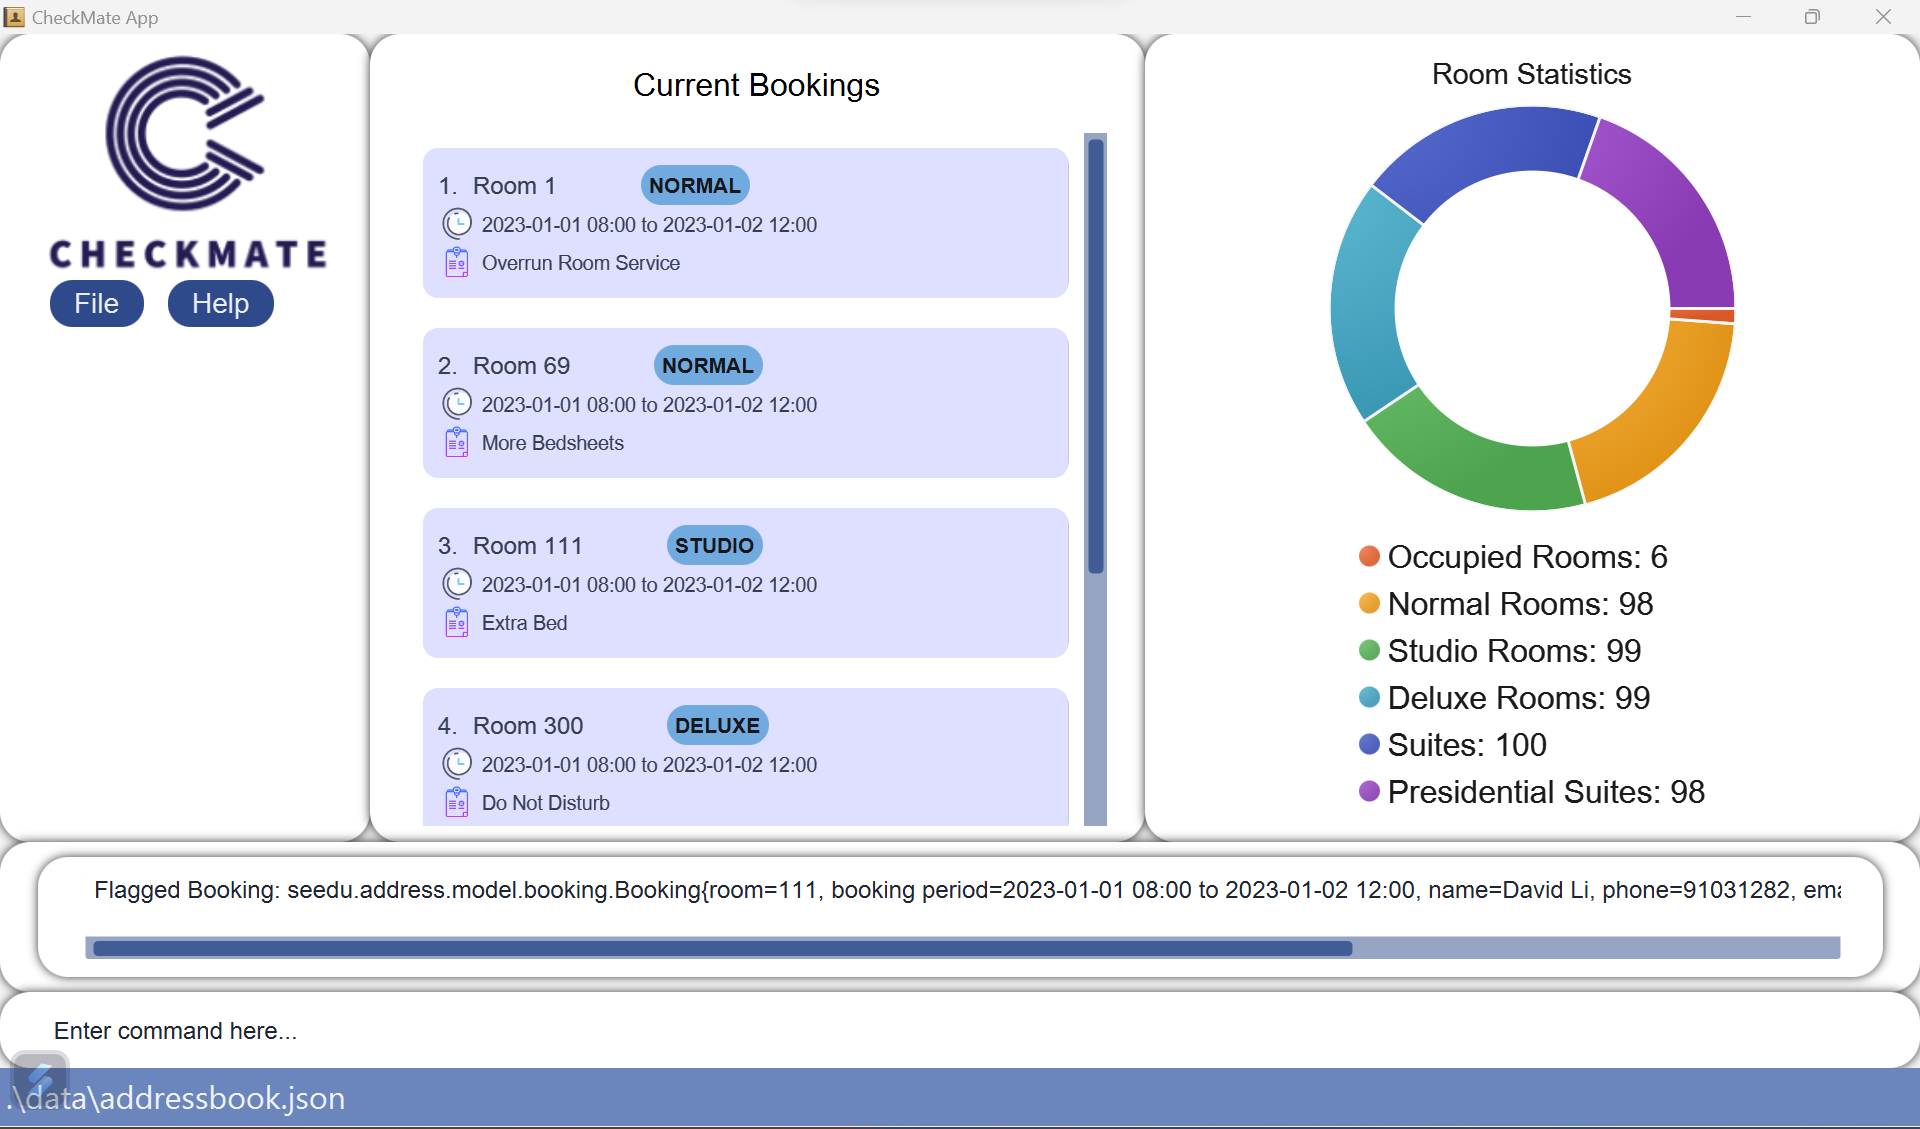 CheckMate App
CHECKMATE
File Help
Current Bookings
1. Room 1 NORMAL
2023-01-01 08:00 to 2023-01-02 12:00
Overrun Room Service
2. Room 69 NORMAL
2023-01-01 08:00 to 2023-01-02 12:00
More Bedsheets
3. Room 111 STUDIO
2023-01-01 08:00 to 2023-01-02 12:00
Extra Bed
4. Room 300 DELUXE
2023-01-01 08:00 to 2023-01-02 12:00
Do Not Disturb
Room Statistics
Occupied Rooms: 6
Normal Rooms: 98
Studio Rooms: 99
Deluxe Rooms: 99
Suites: 100
Presidential Suites: 98
Flagged Booking: seedu.address.model.booking.Booking{room=111, booking period=2023-01-01 08:00 to 2023-01-02 12:00, name=David Li, phone=91031282, ema
Enter command here...
.\data\addressbook.json